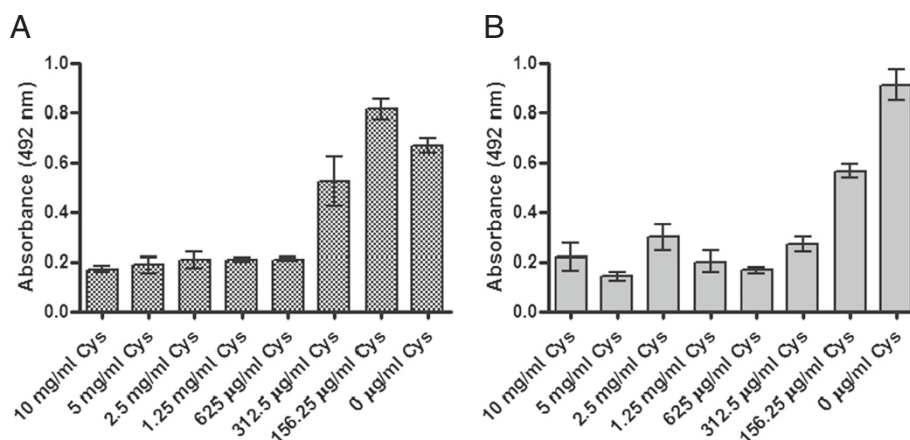 A
Absorbance (492 nm)
1.0
0.8
0.6
0.4
0.2
0.0
10 mg/ml Cys
5 mg/ml Cys
2.5 mg/ml Cys
1.25 mg/ml Cys
625 µg/ml Cys
312.5 µg/ml Cys
156.25 µg/ml Cys
0 µg/ml Cys
B
Absorbance (492 nm)
1.0
0.8
0.6
0.4
0.2
0.0
10 mg/ml Cys
5 mg/ml Cys
2.5 mg/ml Cys
1.25 mg/ml Cys
625 µg/ml Cys
312.5 µg/ml Cys
156.25 µg/ml Cys
0 µg/ml Cys